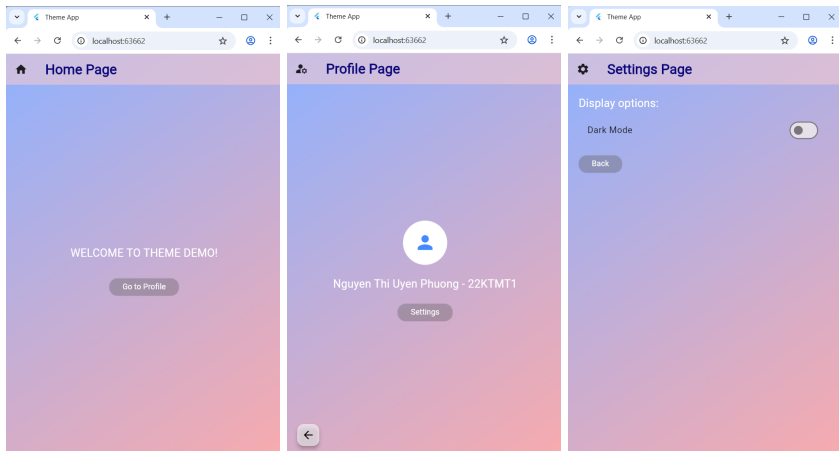 Theme App
localhost:63662
Home Page
WELCOME TO THEME DEMO!
Go to Profile
Theme App
localhost:63662
Profile Page
Nguyen Thi Uyen Phuong - 22KTMT1
Settings
Theme App
localhost:63662
Settings Page
Display options:
Dark Mode
Back